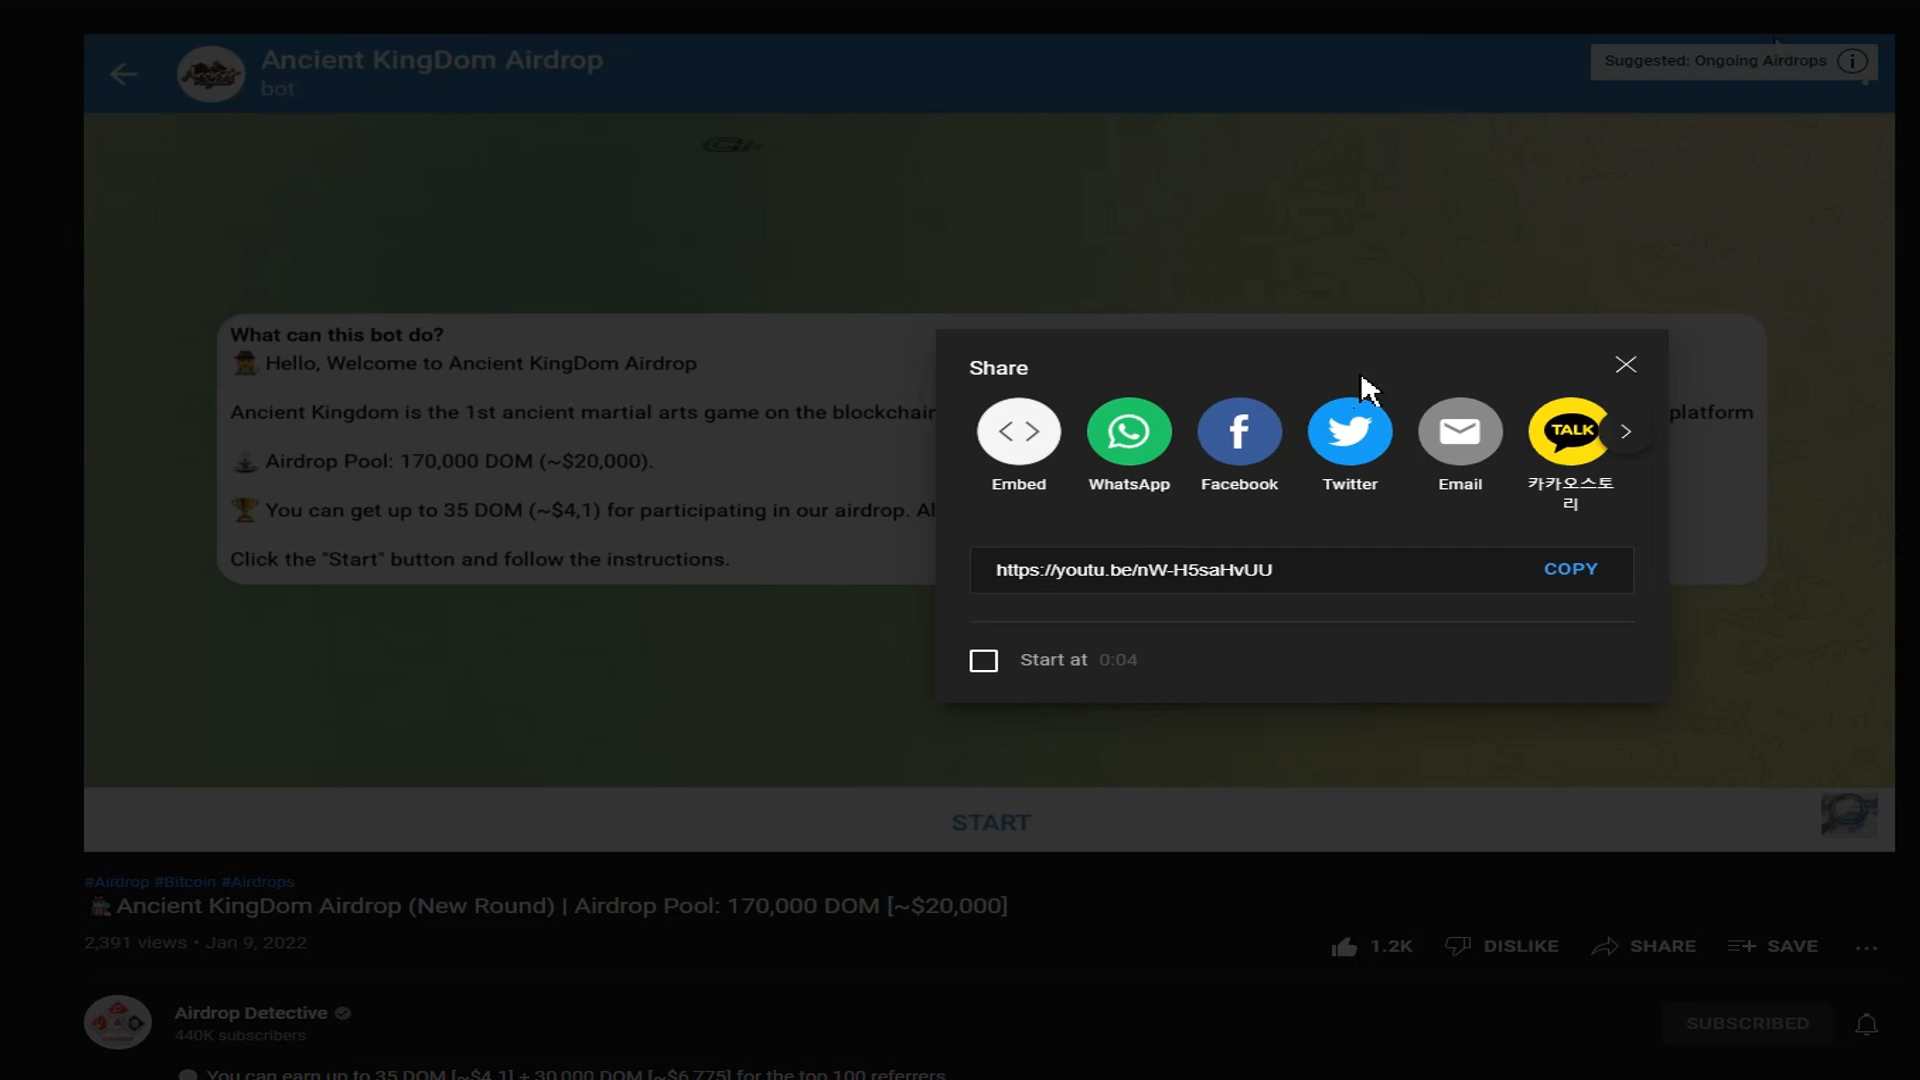 Ancient KingDom Airdrop
bot
Suggested: Ongoing Airdrops
What can this bot do?
Hello, Welcome to Ancient KingDom Airdrop
Ancient Kingdom is the 1st ancient martial arts game on the blockchain platform
Airdrop Pool: 170,000 DOM (~$20,000).
You can get up to 35 DOM (~$4,1) for participating in our airdrop.
Click the "Start" button and follow the instructions.
Share
Embed
WhatsApp
Facebook
Twitter
Email
TALK
카카오스토
리
https://youtu.be/nW-H5saHvUU
COPY
Start at 0:04
START
#Airdrop #Bitcoin #Airdrops
Ancient KingDom Airdrop (New Round) | Airdrop Pool: 170,000 DOM [~$20,000]
2,391 views • Jan 9, 2022
1.2K DISLIKE SHARE SAVE ...
Airdrop Detective
440K subscribers
SUBSCRIBED
You can earn up to 35 DOM [~$4,1] + 30,000 DOM [~$6,775] for the top 100 referrers